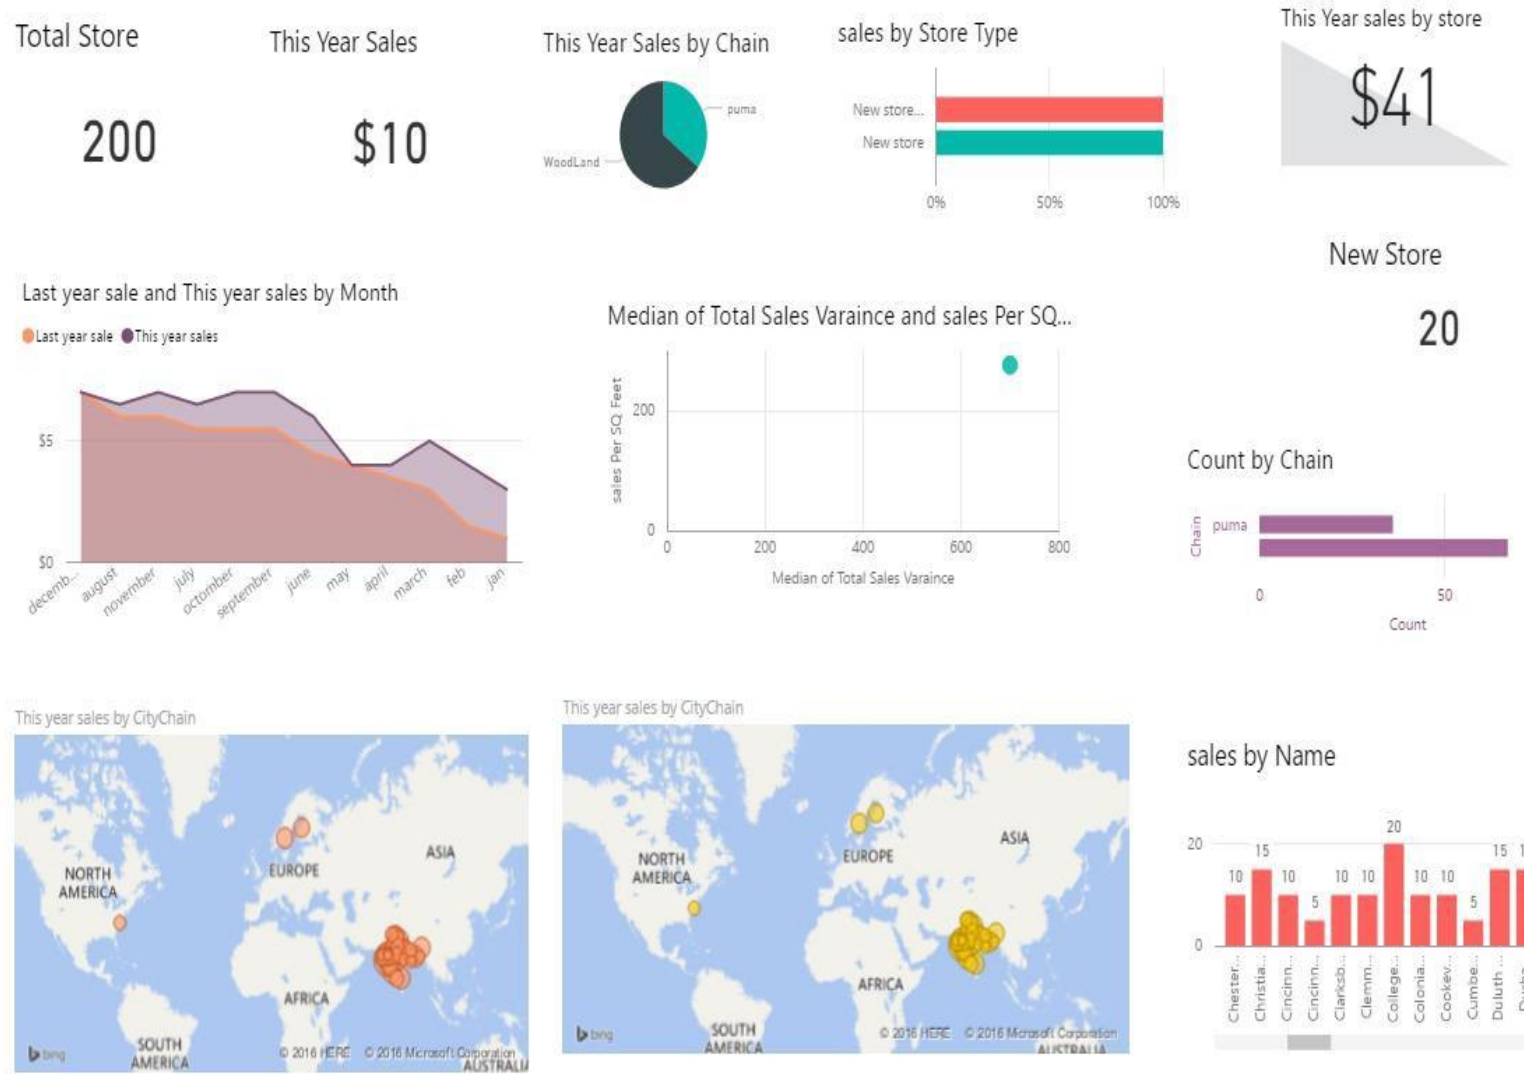 Total Store
200
This Year Sales
$10
This Year Sales by Chain
puma
WoodLand
sales by Store Type
New store...
New store
0% 50% 100%
This Year sales by store
$41
New Store
20
Last year sale and This year sales by Month
Last year sale This year sales
$5
$0
decemb... august november july octomber september june may april march feb jan
Median of Total Sales Varaince and sales Per SQ...
sales Per SQ Feet
200
0
0 200 400 600 800
Median of Total Sales Varaince
Count by Chain
Chain
puma
0 50
Count
This year sales by CityChain
NORTH
AMERICA
EUROPE
ASIA
AFRICA
SOUTH
AMERICA
AUSTRALIA
bing
© 2016 HERE © 2016 Microsoft Corporation
This year sales by CityChain
NORTH
AMERICA
EUROPE
ASIA
AFRICA
SOUTH
AMERICA
AUSTRALIA
bing
© 2016 HERE © 2016 Microsoft Corporation
sales by Name
20
0
10 15 10 5 10 10 20 10 10 5 15
Chester... Christia... Cincinn... Cincinn... Clarksb... Clemm... College... Colonia... Cookev... Cumbe... Duluth ...